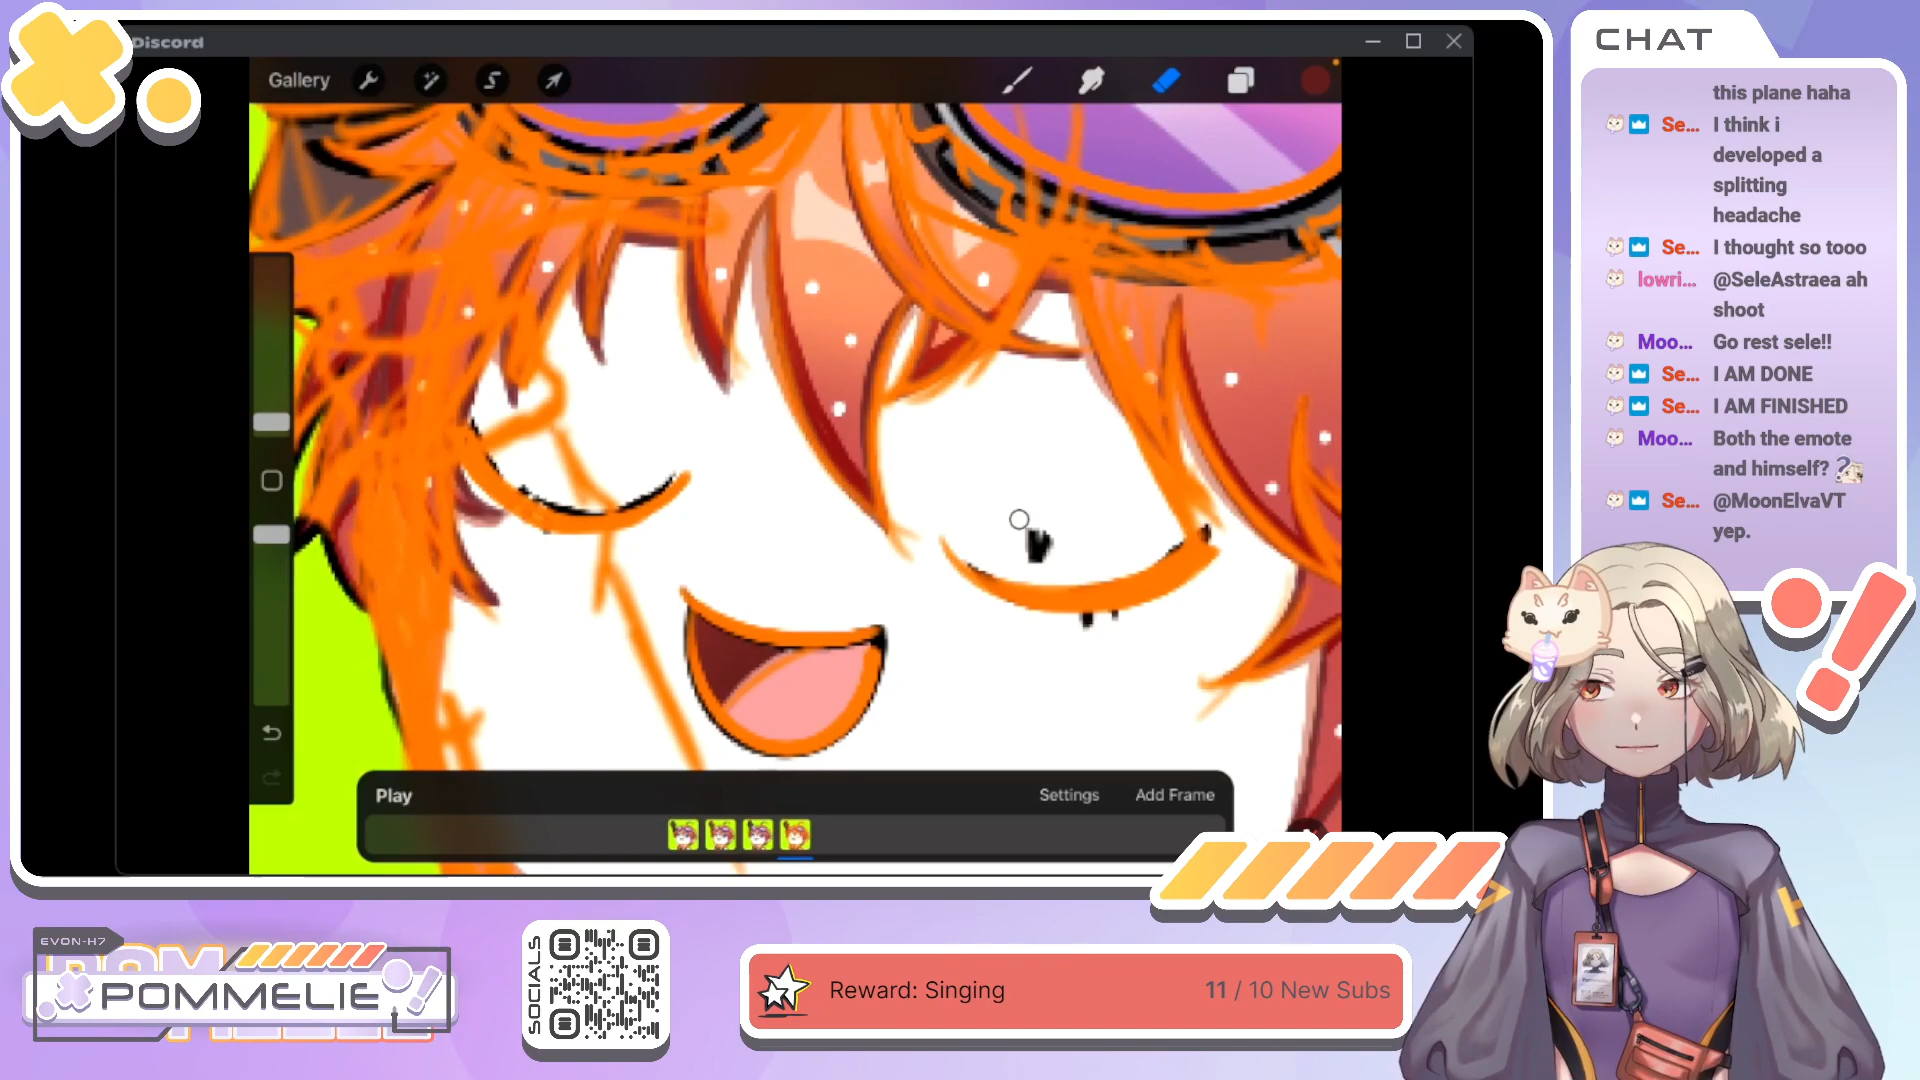 Discord
Gallery
CHAT
this plane haha
Se... I think i
developed a
splitting
headache
Se... I thought so tooo
lowri... @SeleAstraea ah
shoot
Moo... Go rest sele!!
Se... I AM DONE
Se... I AM FINISHED
Moo... Both the emote
and himself?
Se... @MoonElvaVT
yep.
Play
Settings
Add Frame
EVON-H7
POMMELIE
SOCIALS
Reward: Singing
11 / 10 New Subs